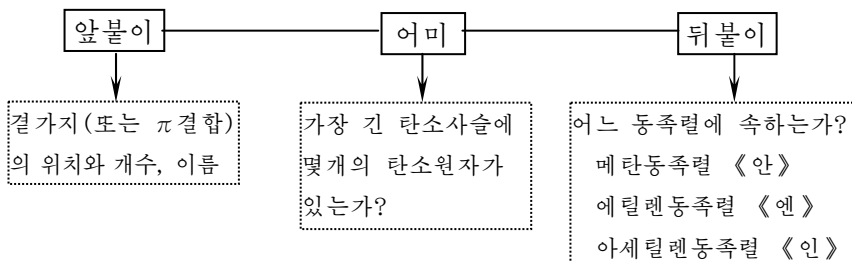 앞붙이
어미
뒤붙이
곁가지(또는 π결합)
의 위치와 개수, 이름
가장 긴 탄소사슬에
몇개의 탄소원자가
있는가?
어느 동족렬에 속하는가?
메탄동족렬 《안》
에틸렌동족렬 《엔》
아세틸렌동족렬 《인》